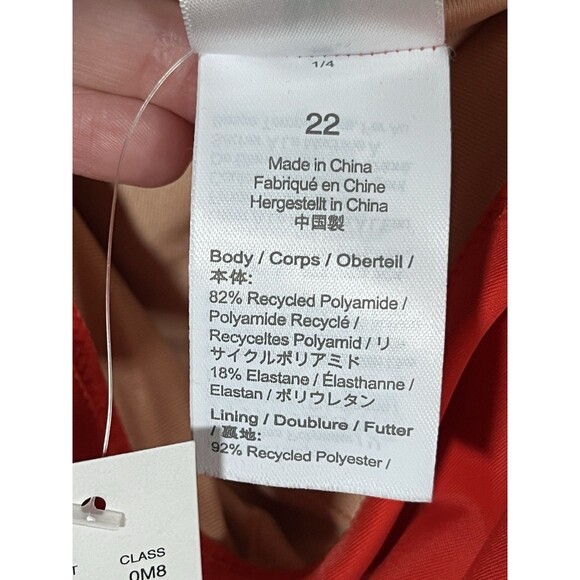 1/4
22
Made in China
Fabriqué en Chine
Hergestellt in China
中国製
Body / Corps / Oberteil /
本体:
82% Recycled Polyamide /
Polyamide Recyclé /
Recyceltes Polyamid / リ
サイクルポリアミド
18% Elastane / Élasthanne /
Elastan / ポリウレタン
Lining / Doublure / Futter
/ 裏地:
92% Recycled Polyester /
T
CLASS
0M8